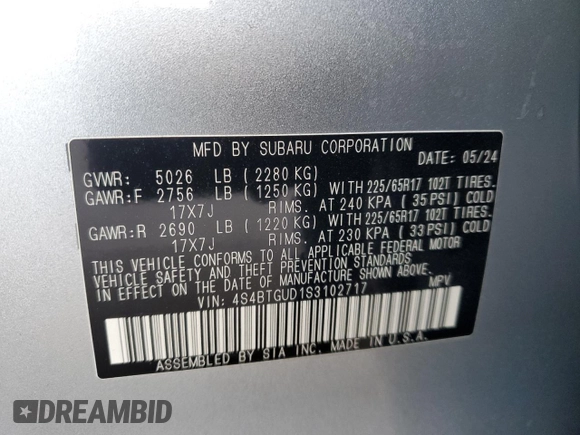 MFD BY SUBARU CORPORATION
DATE: 05/24
GVWR: 5026 LB (2280 KG)
GAWR:F 2756 LB (1250 KG) WITH 225/65R17 102T TIRES.
17X7J RIMS. AT 240 KPA (35 PSI) COLD
GAWR:R 2690 LB (1220 KG) WITH 225/65R17 102T TIRES.
17X7J RIMS. AT 230 KPA (33 PSI) COLD
THIS VEHICLE CONFORMS TO ALL APPLICABLE FEDERAL MOTOR
VEHICLE SAFETY AND THEFT PREVENTION STANDARDS IN EFFECT
ON THE DATE OF MANUFACTURE SHOWN ABOVE.
VIN: 4S4BTGUD1S3102717 MPV
ASSEMBLED BY SIA INC. MADE IN U.S.A.
DREAMBID